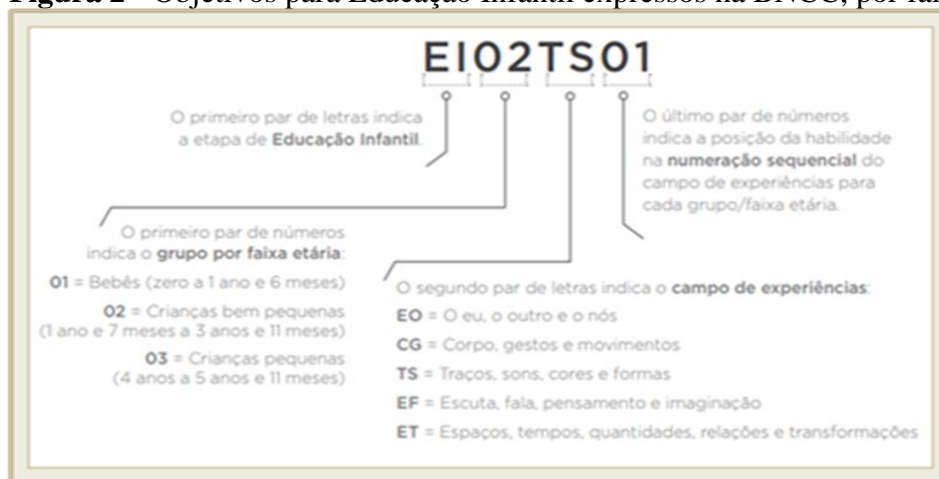 Figura 2 - Objetivos para Educação Infantil expressos na BNCC, por
EI02TS01
O primeiro par de letras indica
a etapa de Educação Infantil.
O último par de números
indica a posição da habilidade
na numeração sequencial do
campo de experiências para
cada grupo/faixa etária.
O primeiro par de números
indica o grupo por faixa etária:
01 = Bebês (zero a 1 ano e 6 meses)
02 = Crianças bem pequenas
(1 ano e 7 meses a 3 anos e 11 meses)
03 = Crianças pequenas
(4 anos a 5 anos e 11 meses)
O segundo par de letras indica o campo de experiências:
EO = O eu, o outro e o nós
CG = Corpo, gestos e movimentos
TS = Traços, sons, cores e formas
EF = Escuta, fala, pensamento e imaginação
ET = Espaços, tempos, quantidades, relações e transformações